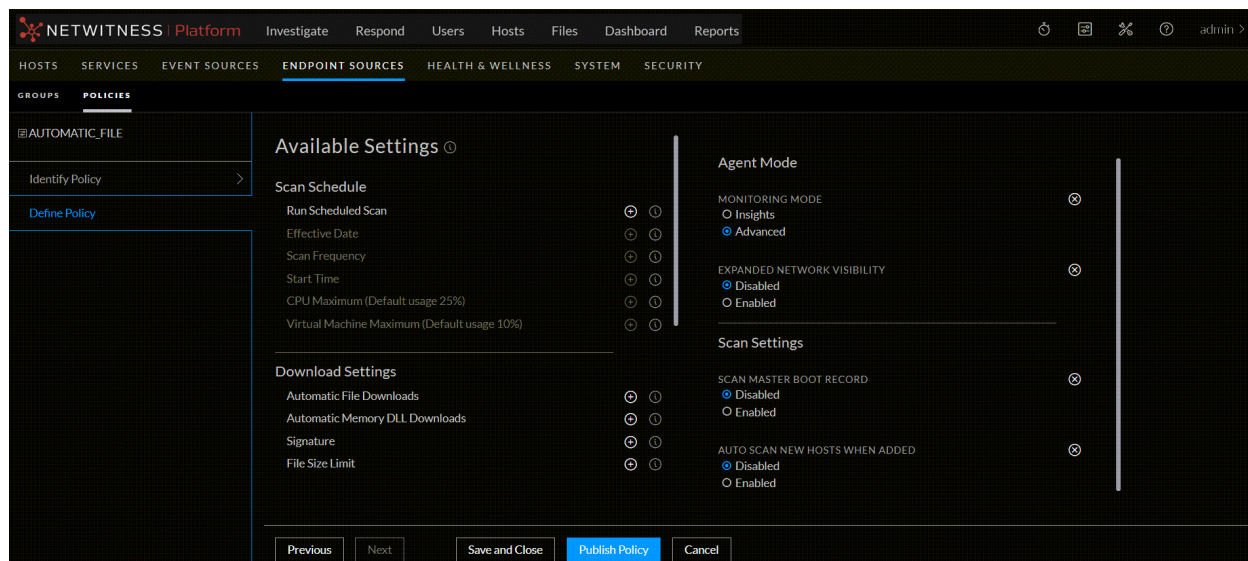 NETWITNESS | Platform Investigate Respond Users Hosts Files Dashboard Reports admin >
HOSTS SERVICES EVENT SOURCES ENDPOINT SOURCES HEALTH & WELLNESS SYSTEM SECURITY
GROUPS POLICIES
AUTOMATIC_FILE
Identify Policy
Define Policy
Available Settings
Scan Schedule
Run Scheduled Scan
Effective Date
Scan Frequency
Start Time
CPU Maximum (Default usage 25%)
Virtual Machine Maximum (Default usage 10%)
Download Settings
Automatic File Downloads
Automatic Memory DLL Downloads
Signature
File Size Limit
Agent Mode
MONITORING MODE
Insights
Advanced
EXPANDED NETWORK VISIBILITY
Disabled
Enabled
Scan Settings
SCAN MASTER BOOT RECORD
Disabled
Enabled
AUTO SCAN NEW HOSTS WHEN ADDED
Disabled
Enabled
Previous Next Save and Close Publish Policy Cancel